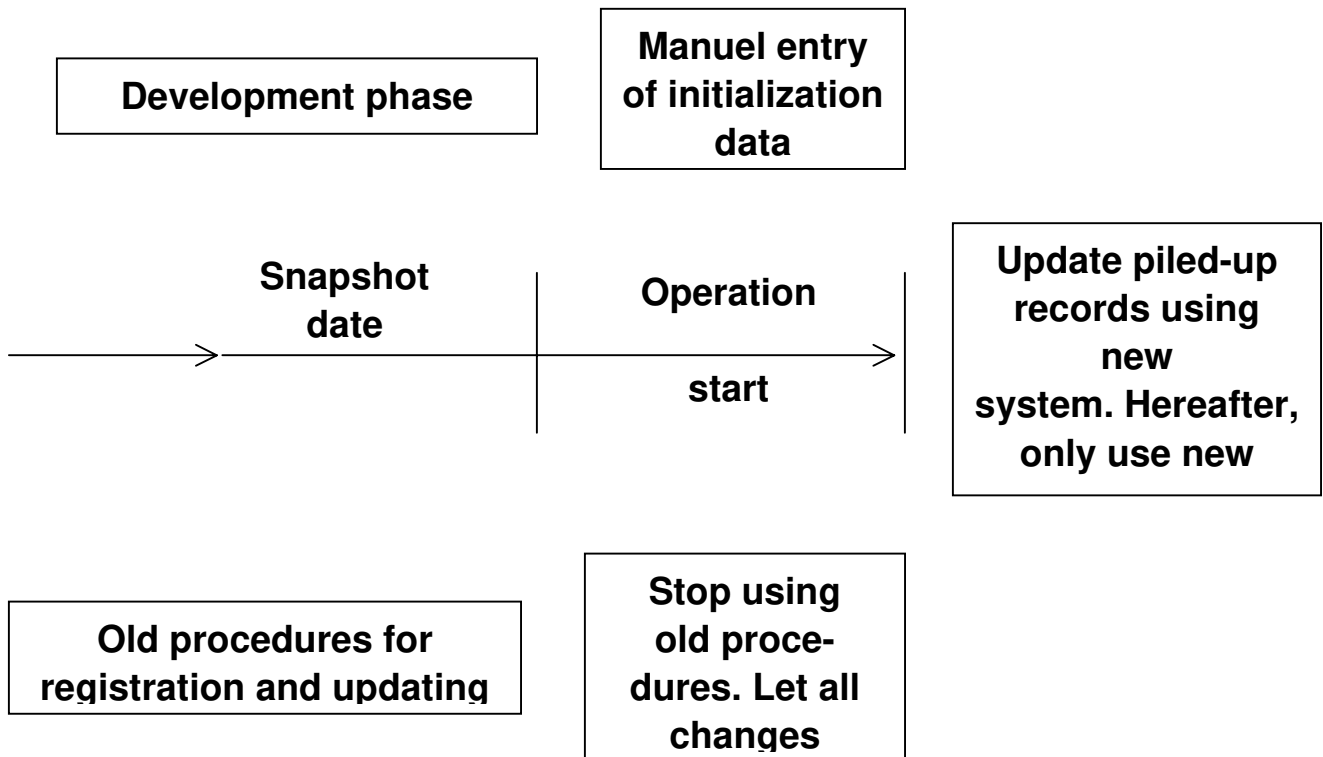 Development phase
Manuel entry
of initialization
data
Snapshot
date
Operation
start
Update piled-up
records using
new
system. Hereafter,
only use new
Old procedures for
registration and updating
Stop using
old proce-
dures. Let all
changes